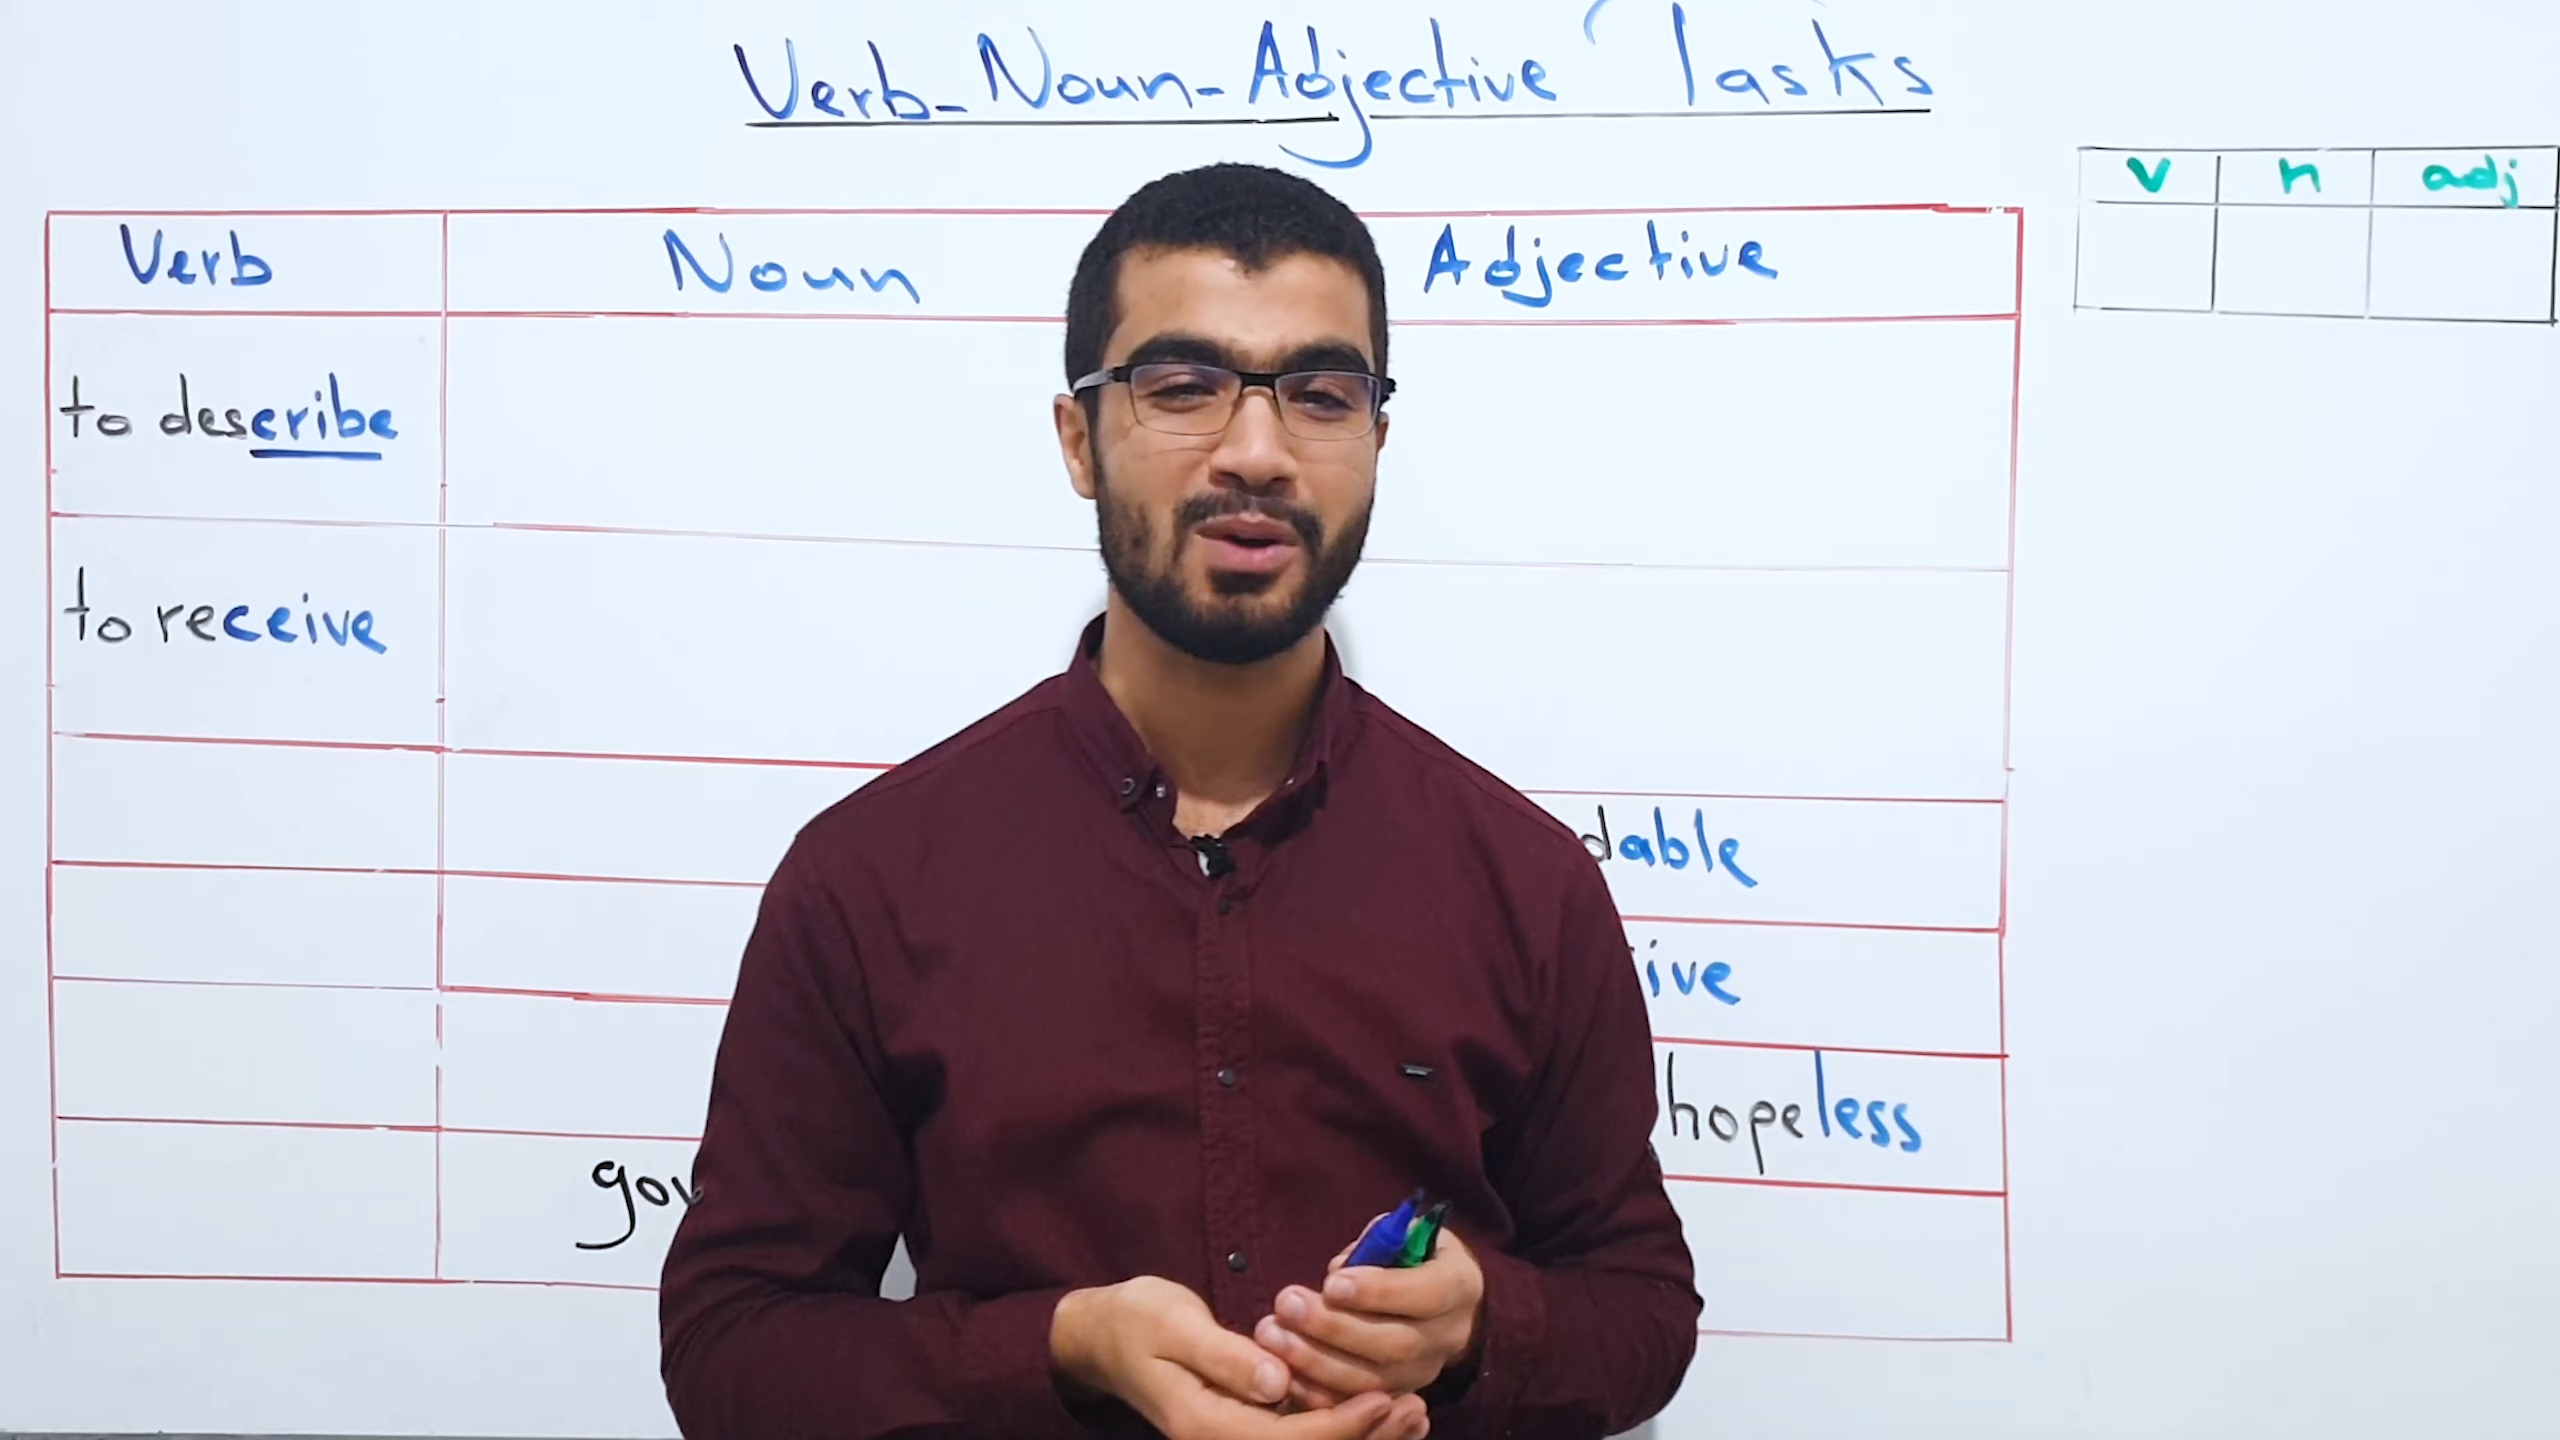 Verb-Noun-Adjective Tasks
v n adj
Verb Noun Adjective
to describe
to receive
dable
ive
hopeless
gov